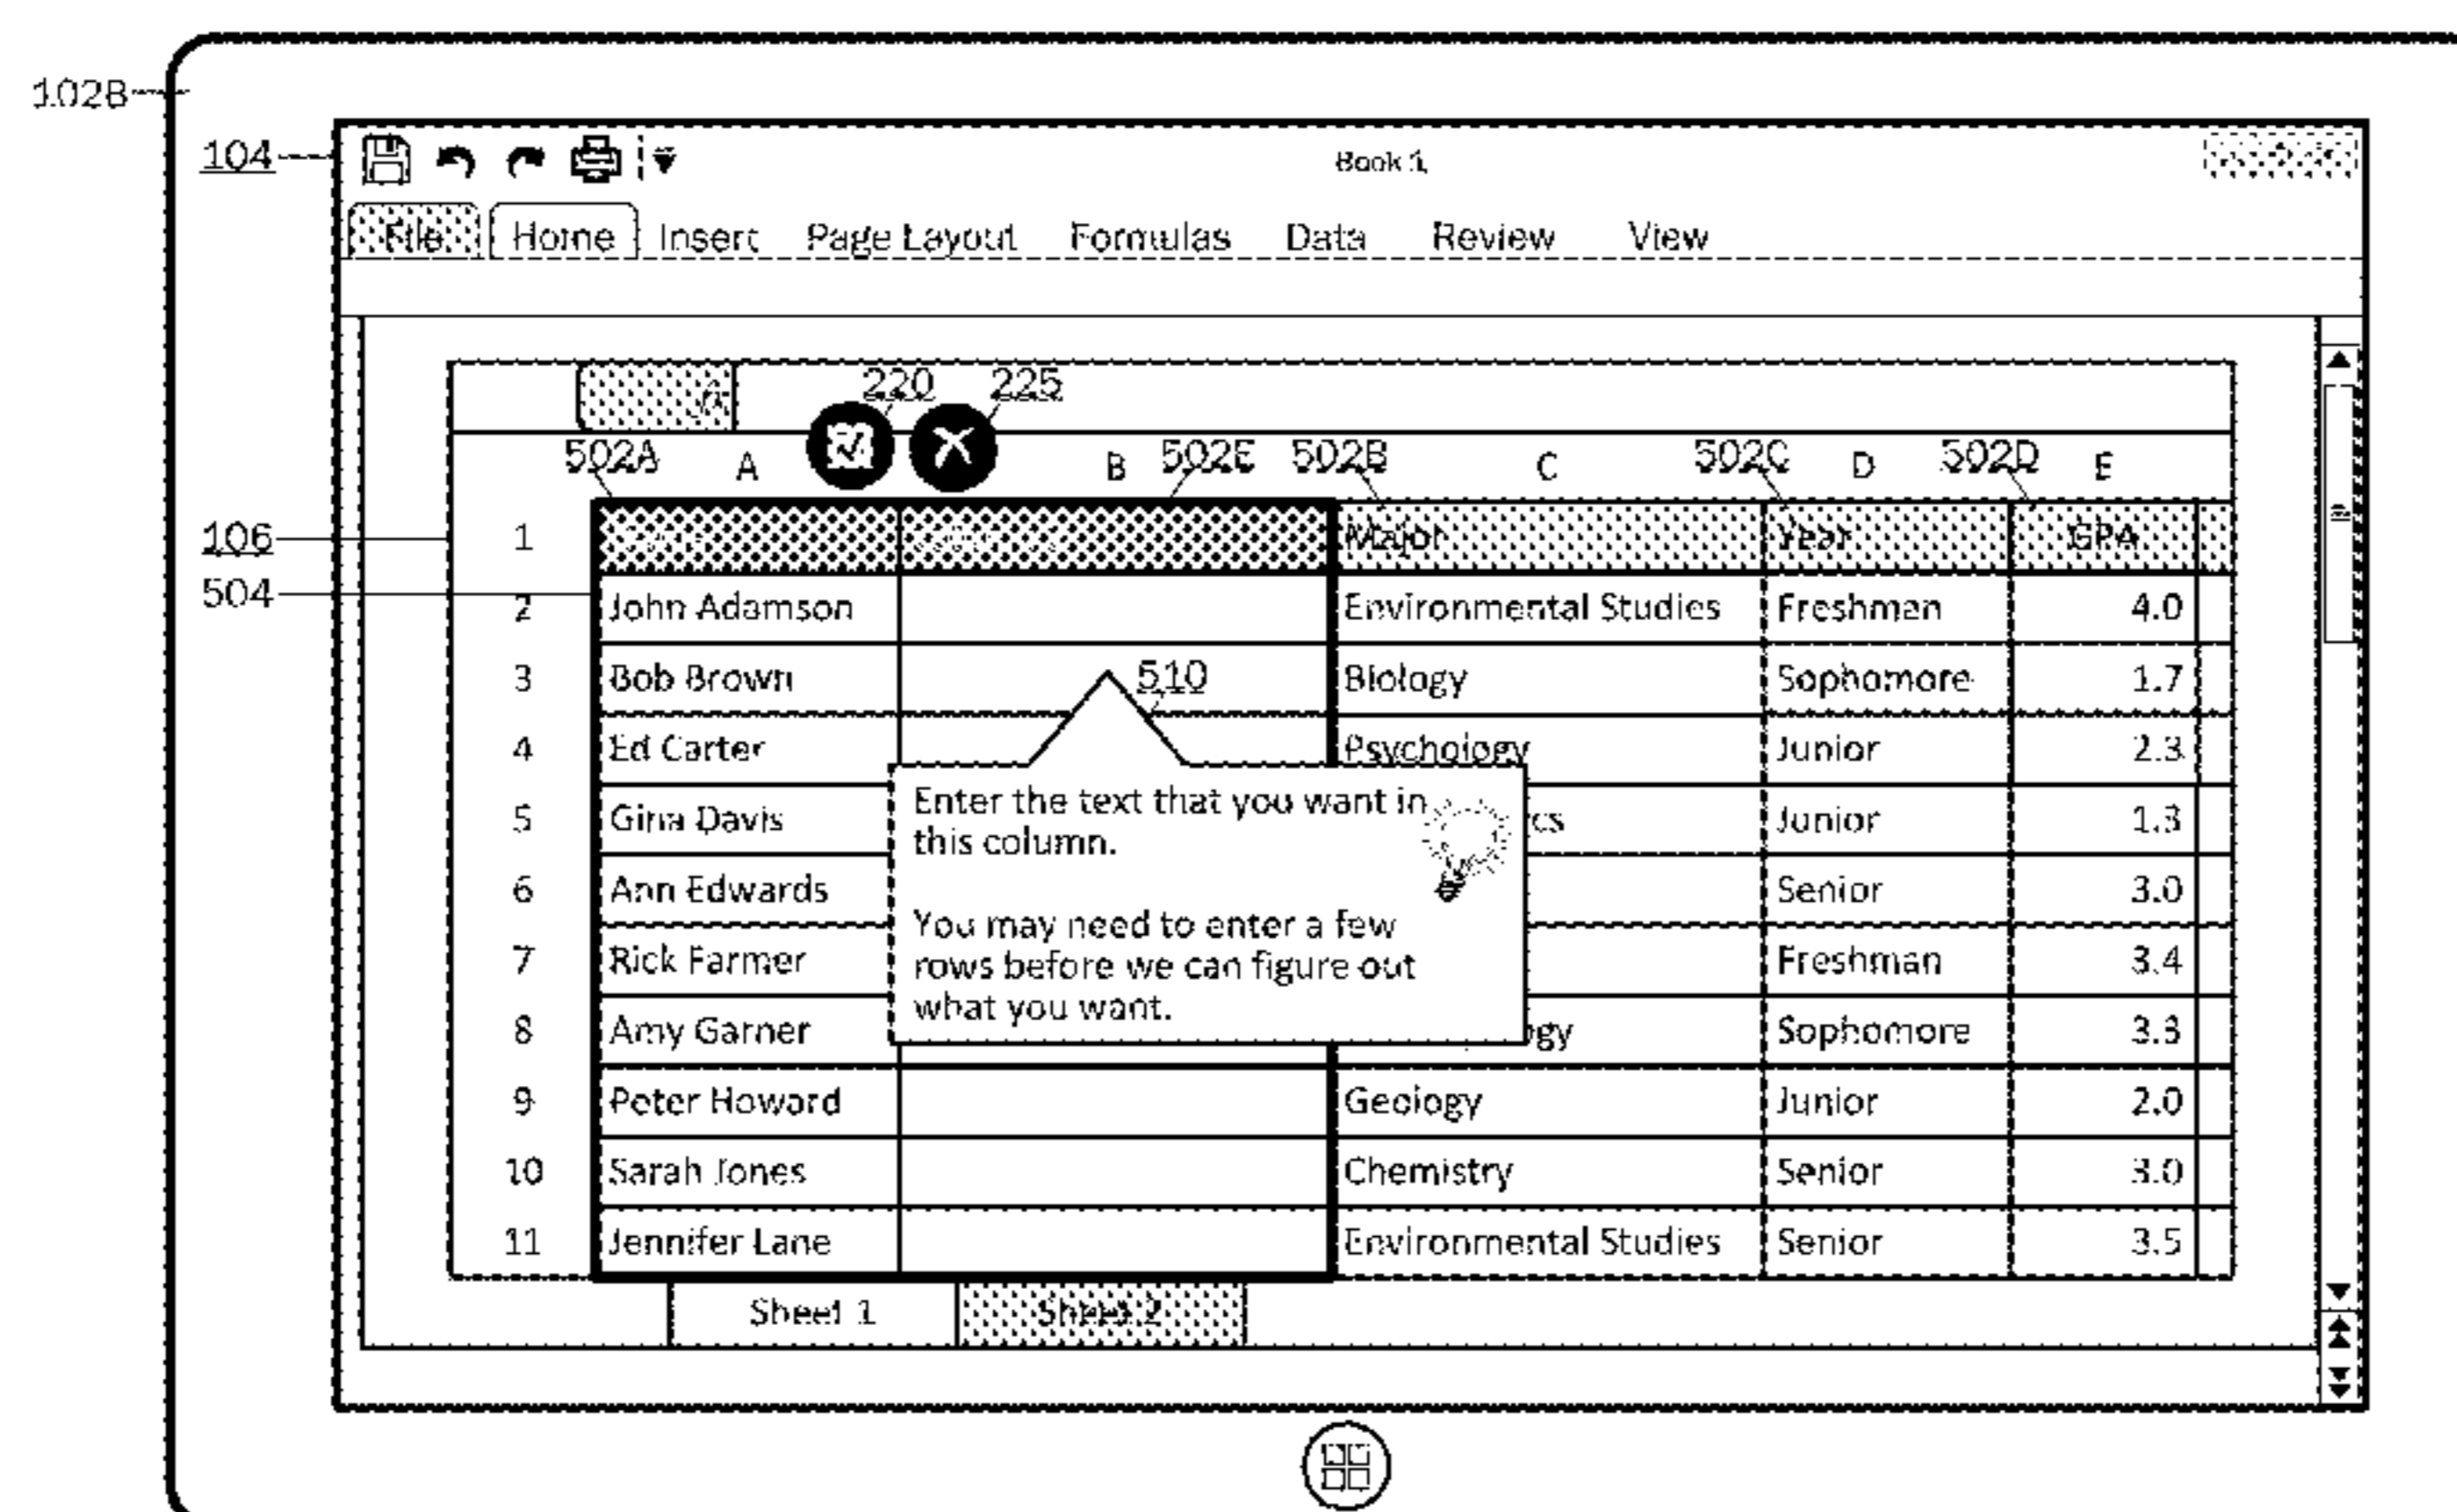 102B
104
Book 1
File Home Insert Page Layout Formulas Data Review View
220 225
502A A B 502E 502B C 502C D 502D E
106 1 Major Year GPA
504
2 John Adamson Environmental Studies Freshman 4.0
3 Bob Brown 510 Biology Sophomore 1.7
4 Ed Carter Psychology Junior 2.3
5 Gina Davis cs Junior 1.3
6 Ann Edwards Senior 3.0
7 Rick Farmer Freshman 3.4
8 Amy Garner gy Sophomore 3.3
9 Peter Howard Geology Junior 2.0
10 Sarah Jones Chemistry Senior 3.0
11 Jennifer Lane Environmental Studies Senior 3.5
Enter the text that you want in
this column.
You may need to enter a few
rows before we can figure out
what you want.
Sheet 1 Sheet 2